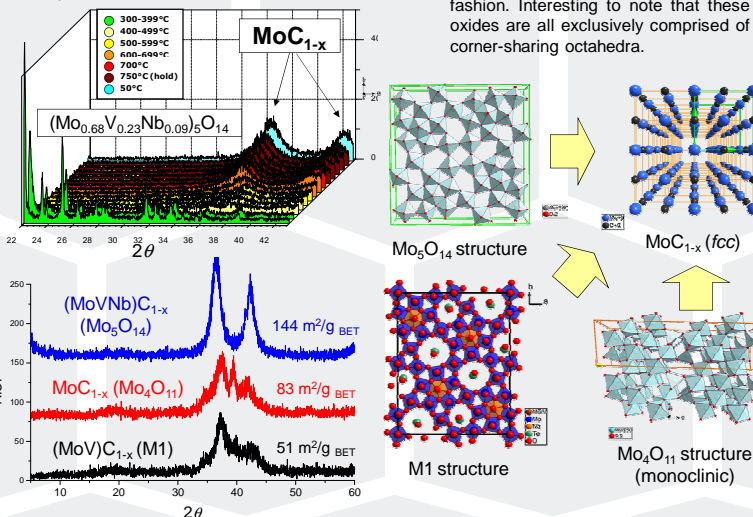 fashion. Interesting to note that these
oxides are all exclusively comprised of
corner-sharing octahedra.
300-399°C
400-499°C
500-599°C
600-699°C
700°C
750°C (hold)
50°C
MoC1-x
(Mo0.68V0.23Nb0.09)5O14
40
20
0
22 24 26 28 30 32 34 36 38 40 42
2θ
Mo5O14 structure
MoC1-x (fcc)
250
200
150
100
50
0
(MoVNb)C1-x
(Mo5O14)
144 m2/g BET
MoC1-x (Mo4O11)
83 m2/g BET
(MoV)C1-x (M1)
51 m2/g BET
10 20 30 40 50 60
2θ
M1 structure
Mo4O11 structure
(monoclinic)